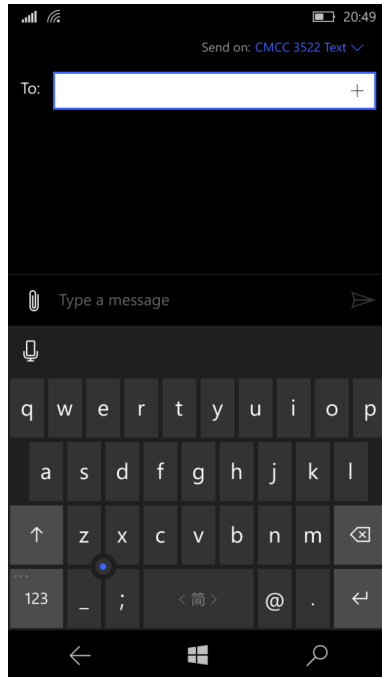 20:49
Send on: CMCC 3522 Text
To:
Type a message
q w e r t y u i o p
a s d f g h j k l
z x c v b n m
123 _ ; <简> @ .